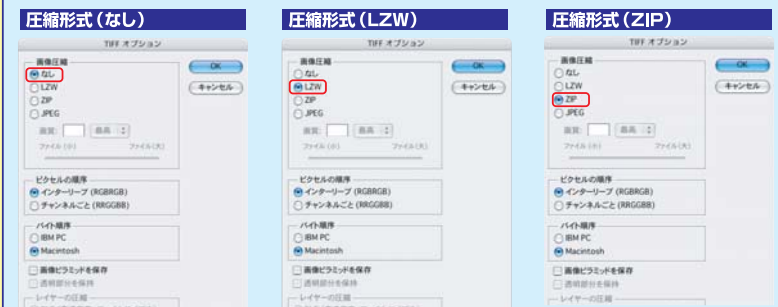 圧縮形式(なし)
TIFF オプション
画像圧縮
なし
LZW
ZIP
JPEG
画質:
最高
ファイル(小)
ファイル(大)
OK
キャンセル
ピクセルの順序
インターリーブ (RGBRGB)
チャンネルごと (RRGGBB)
バイト順序
IBM PC
Macintosh
画像ピラミッドを保存
透明部分を保持
レイヤーの圧縮
圧縮形式(LZW)
TIFF オプション
画像圧縮
なし
LZW
ZIP
JPEG
画質:
最高
ファイル(小)
ファイル(大)
OK
キャンセル
ピクセルの順序
インターリーブ (RGBRGB)
チャンネルごと (RRGGBB)
バイト順序
IBM PC
Macintosh
画像ピラミッドを保存
透明部分を保持
レイヤーの圧縮
圧縮形式(ZIP)
TIFF オプション
画像圧縮
なし
LZW
ZIP
JPEG
画質:
最高
ファイル(小)
ファイル(大)
OK
キャンセル
ピクセルの順序
インターリーブ (RGBRGB)
チャンネルごと (RRGGBB)
バイト順序
IBM PC
Macintosh
画像ピラミッドを保存
透明部分を保持
レイヤーの圧縮